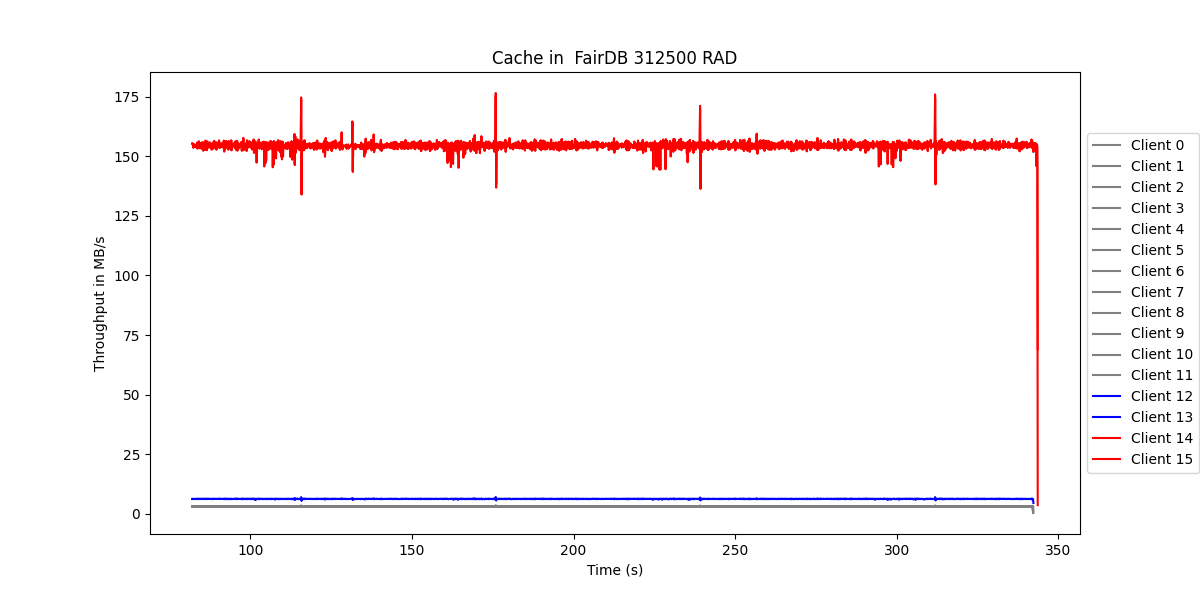 Cache in  FairDB 312500 RAD
Throughput in MB/s
175
150
125
100
75
50
25
0
100
150
200
250
300
350
Time (s)
Client 0
Client 1
Client 2
Client 3
Client 4
Client 5
Client 6
Client 7
Client 8
Client 9
Client 10
Client 11
Client 12
Client 13
Client 14
Client 15